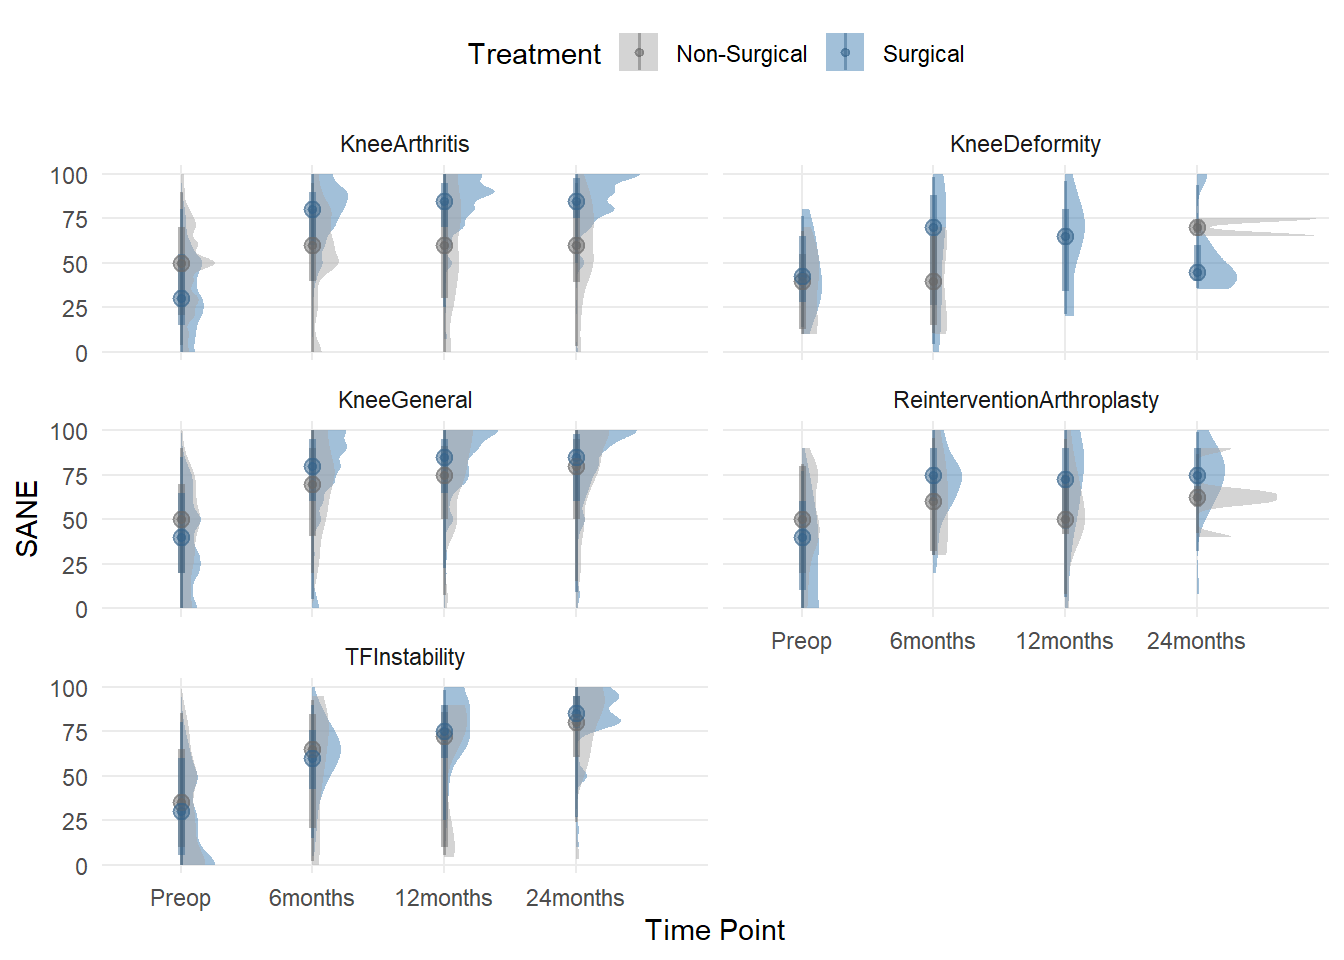 Treatment Non-Surgical Surgical
KneeArthritis KneeDeformity
100
75
50
25
0
KneeGeneral ReinterventionArthroplasty
100
75
50
25
0
SANE
Preop 6months 12months 24months
TFInstability
100
75
50
25
0
Preop 6months 12months 24months
Time Point